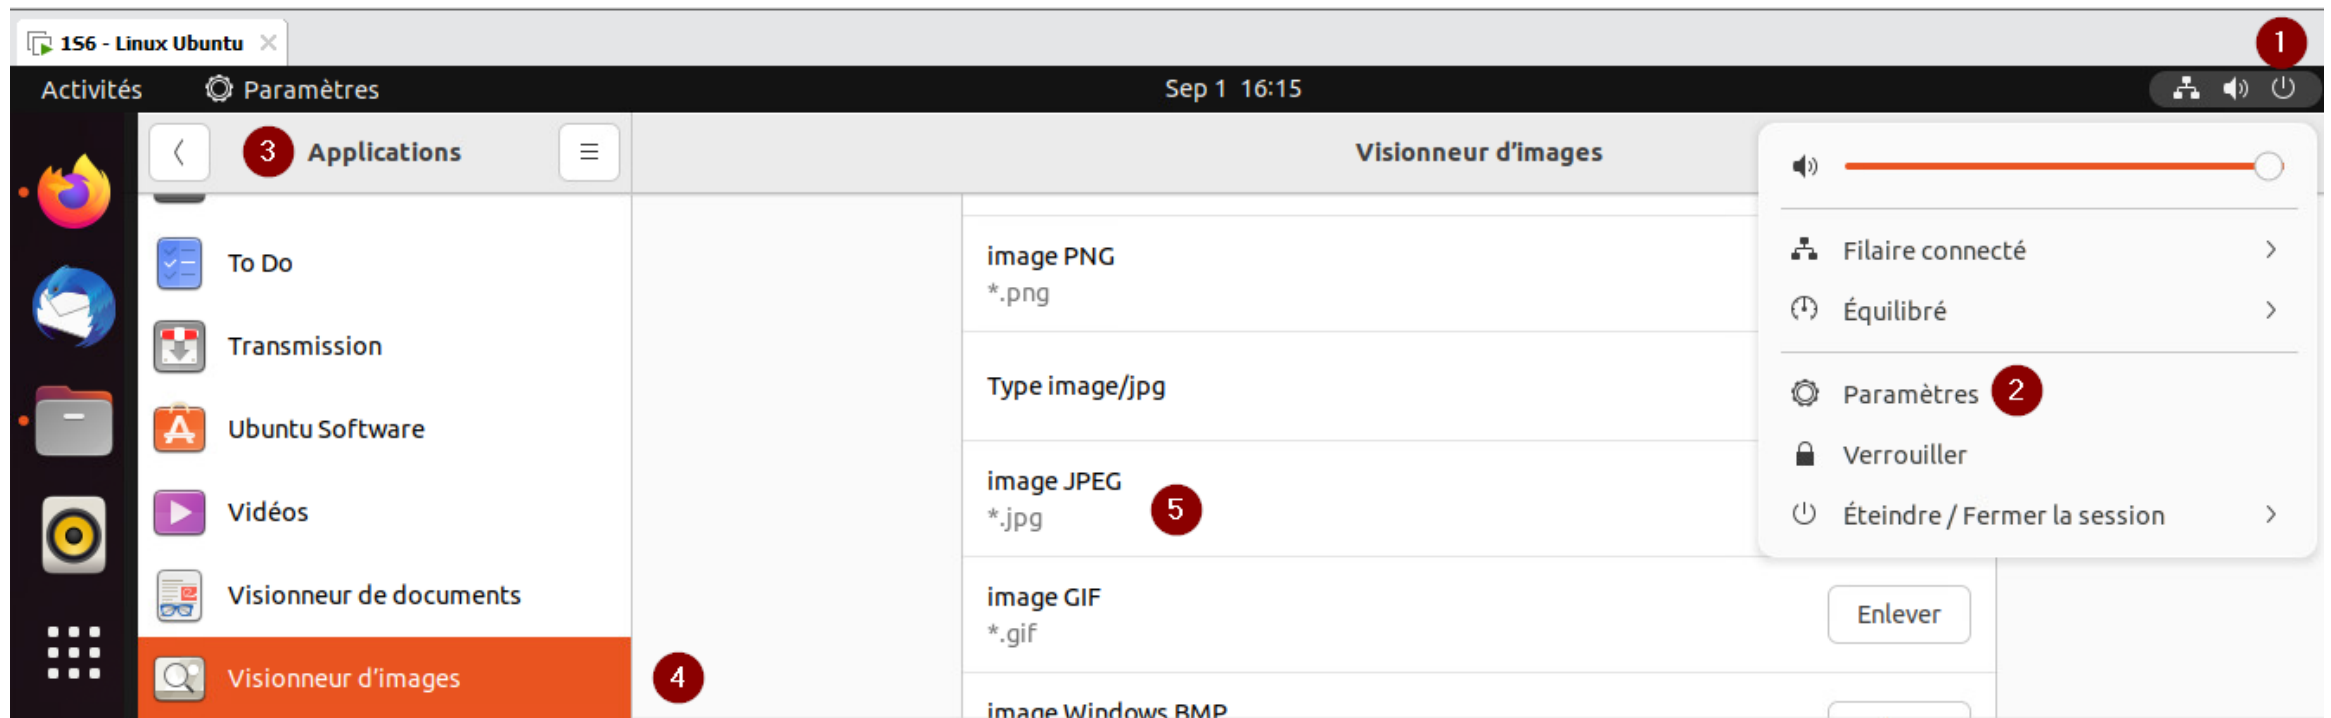 1S6 - Linux Ubuntu
1
Activités
Paramètres
Sep 1 16:15
3
Applications
Visionneur d'images
To Do
Transmission
Ubuntu Software
Vidéos
Visionneur de documents
Visionneur d'images
4
image PNG
*.png
Type image/jpg
image JPEG
*.jpg
5
image GIF
*.gif
Enlever
image Windows BMP
Filaire connecté
Équilibré
Paramètres
2
Verrouiller
Éteindre / Fermer la session